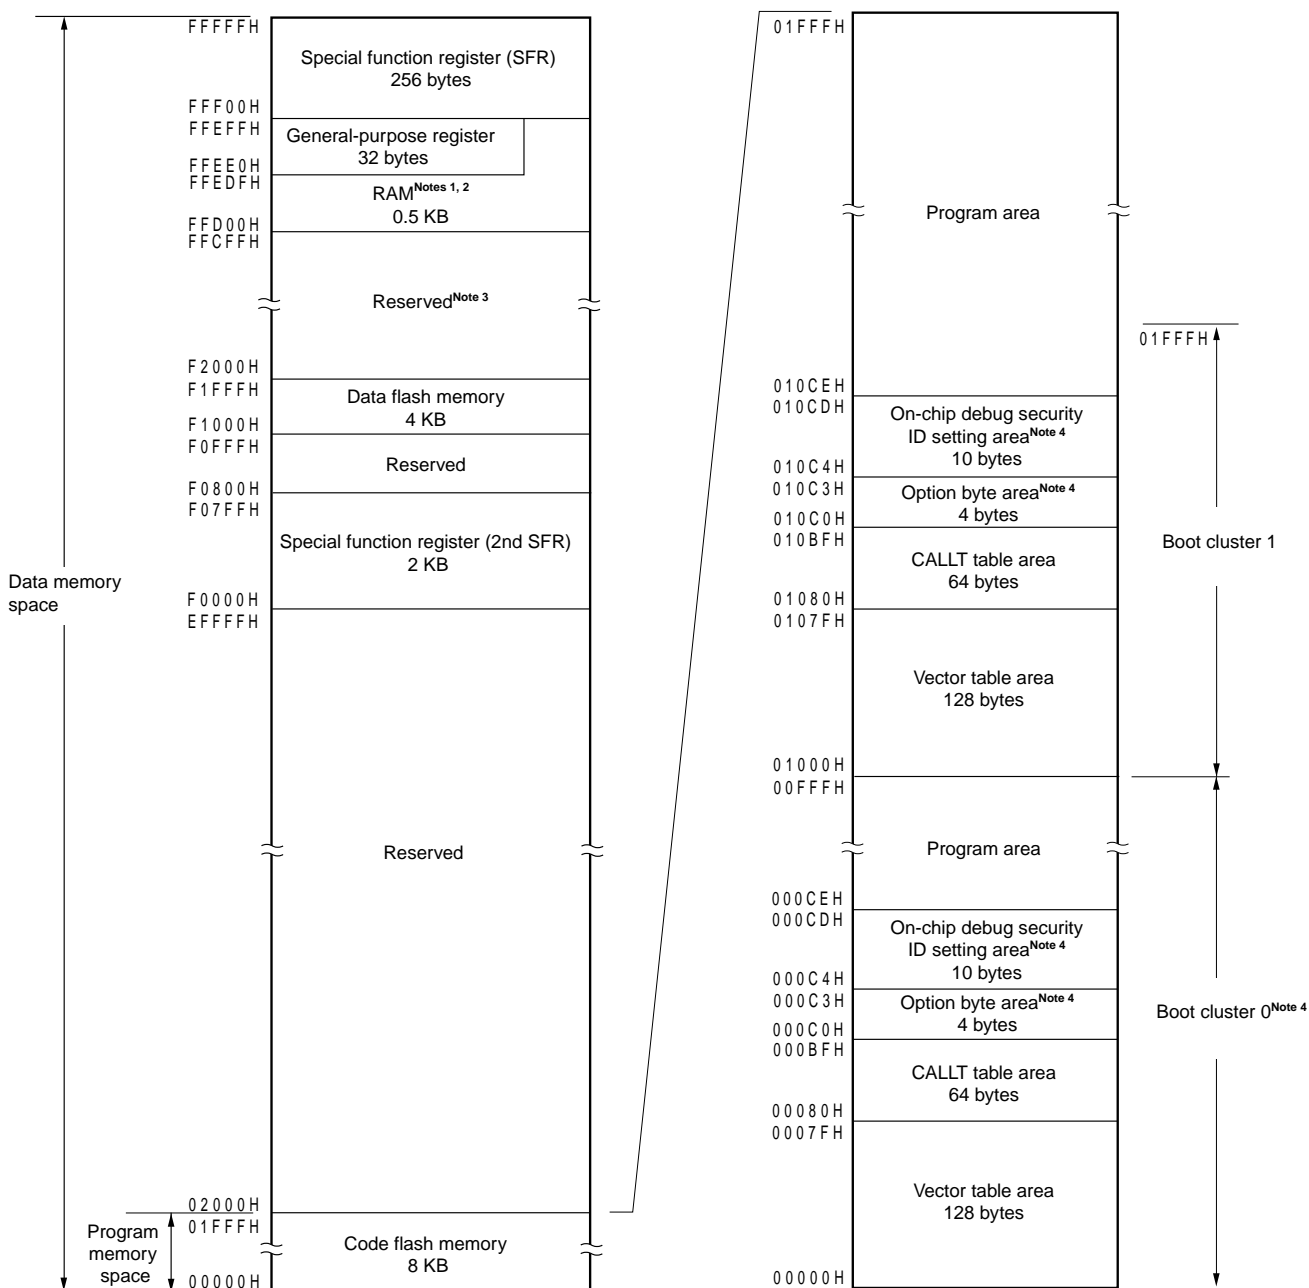 FFFFFH
Special function register (SFR)
256 bytes
FFF00H
FFEFFH
General-purpose register
32 bytes
FFEE0H
FFEDFH
RAMNotes 1, 2
0.5 KB
FFD00H
FFCFFH
ReservedNote 3
F2000H
F1FFFH
Data flash memory
4 KB
F1000H
F0FFFH
Reserved
F0800H
F07FFH
Special function register (2nd SFR)
2 KB
F0000H
EFFFFH
Data memory
space
Reserved
02000H
01FFFH
Program
memory
space
Code flash memory
8 KB
00000H
01FFFH
Program area
01FFFH
010CEH
010CDH
On-chip debug security
ID setting areaNote 4
10 bytes
010C4H
010C3H
Option byte areaNote 4
4 bytes
010C0H
010BFH
CALLT table area
64 bytes
Boot cluster 1
01080H
0107FH
Vector table area
128 bytes
01000H
00FFFH
Program area
000CEH
000CDH
On-chip debug security
ID setting areaNote 4
10 bytes
000C4H
000C3H
Option byte areaNote 4
4 bytes
Boot cluster 0Note 4
000C0H
000BFH
CALLT table area
64 bytes
00080H
0007FH
Vector table area
128 bytes
00000H